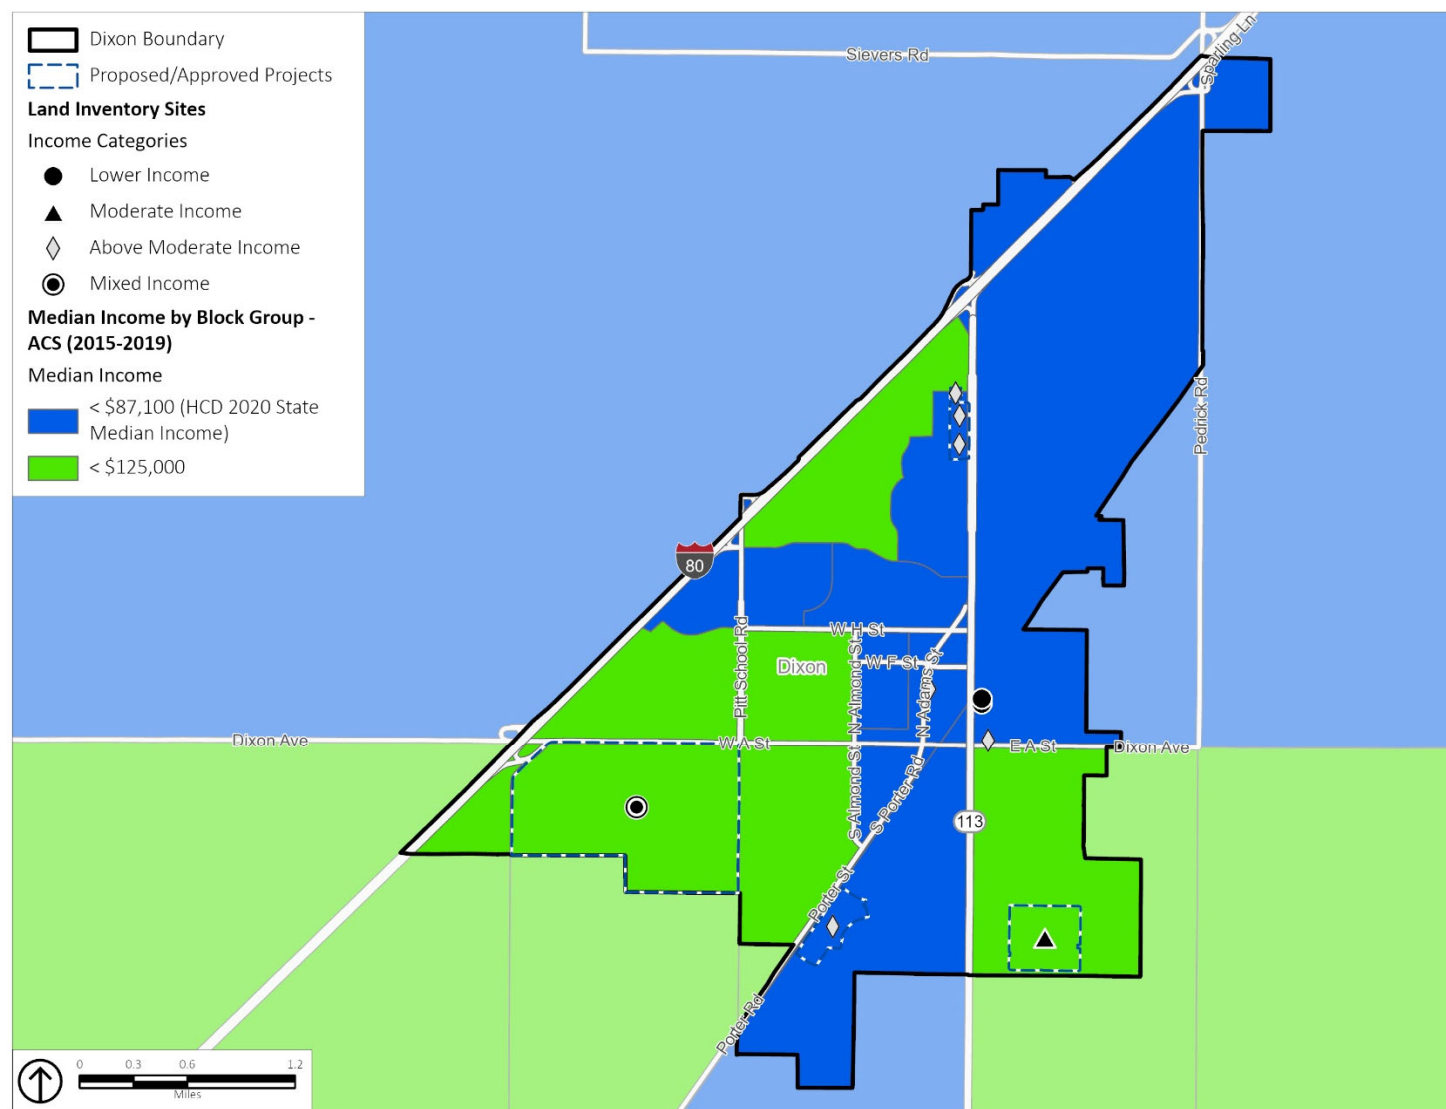 Dixon Boundary
Proposed/Approved Projects
Land Inventory Sites
Income Categories
Lower Income
Moderate Income
Above Moderate Income
Mixed Income
Median Income by Block Group -
ACS (2015-2019)
Median Income
< $87,100 (HCD 2020 State
Median Income)
< $125,000
Sievers Rd
Sparling Ln
Pedrick Rd
80
W H St
Pitt School Rd
Dixon
N Almond St
W F St
N Adams St
Dixon Ave
W A St
E A St
Dixon Ave
S Almond St
S Porter Rd
113
Porter St
Porter Rd
0 0.3 0.6 1.2
Miles